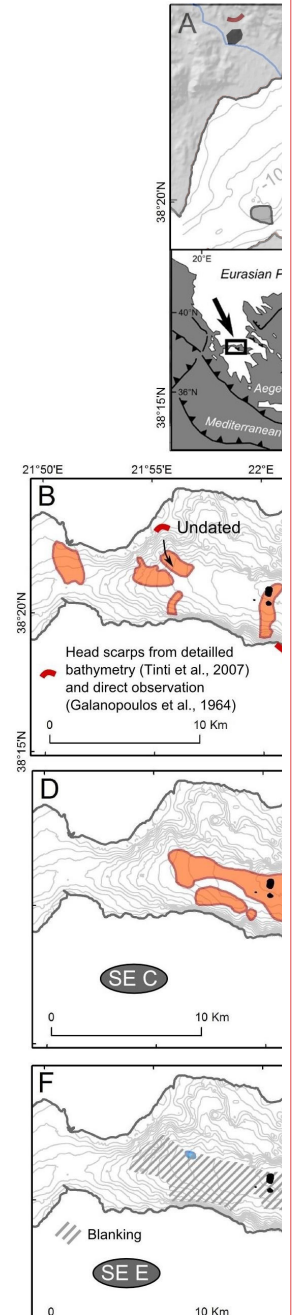 A
-10
38°20'N
20°E
Eurasian P
40°N
36°N
Aege
Mediterranean
38°15'N
21°50'E
21°55'E
22°E
B
Undated
38°20'N
Head scarps from detailled
bathymetry (Tinti et al., 2007)
and direct observation
(Galanopoulos et al., 1964)
0
10 Km
38°15'N
D
SE C
0
10 Km
F
Blanking
SE E
0
10 Km